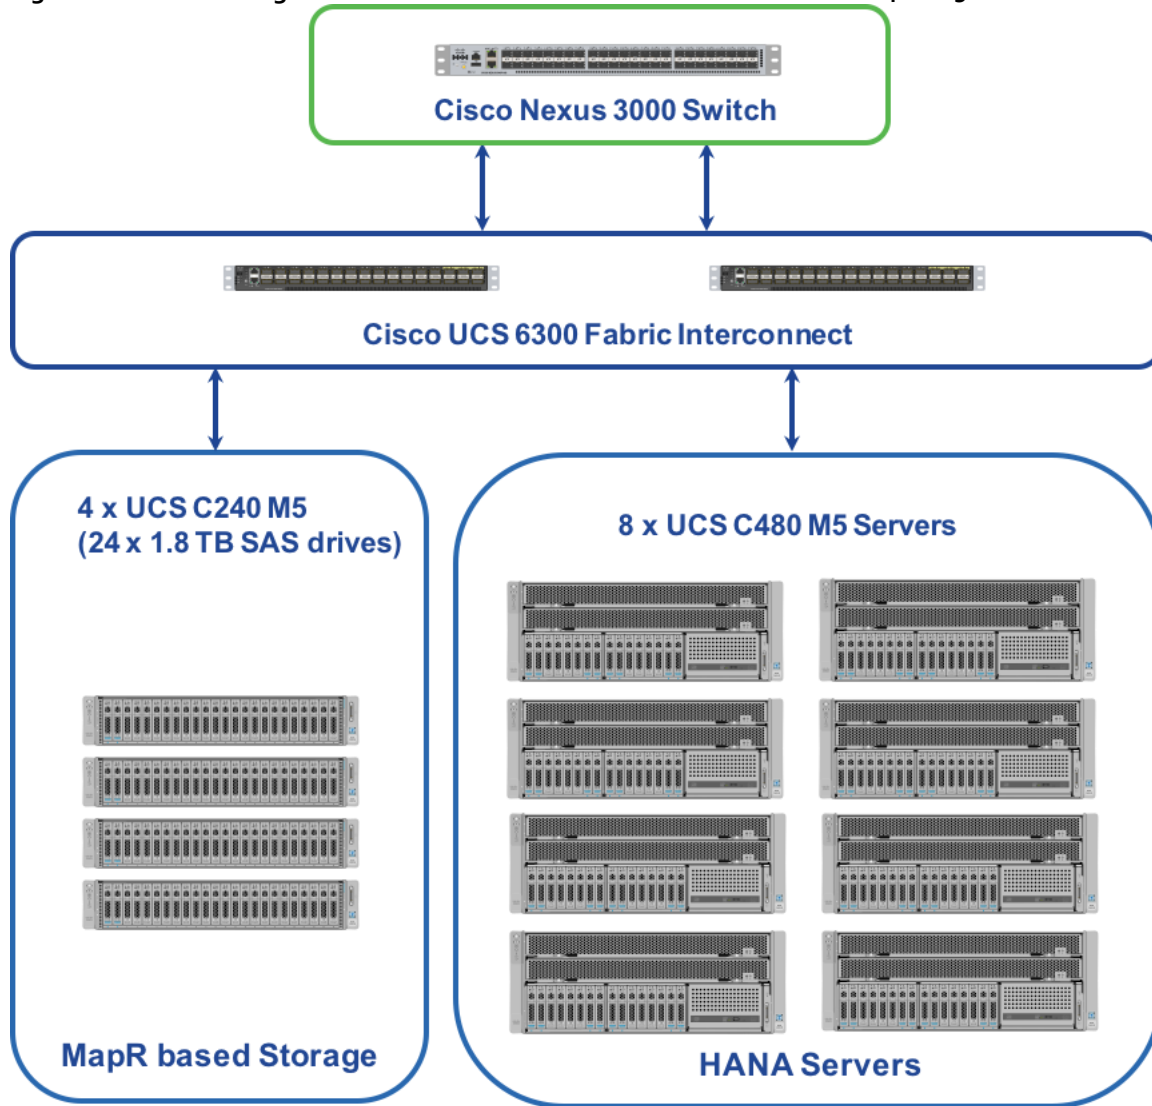 Cisco Nexus 3000 Switch
Cisco UCS 6300 Fabric Interconnect
4 x UCS C240 M5
(24 x 1.8 TB SAS drives)
8 x UCS C480 M5 Servers
MapR based Storage
HANA Servers